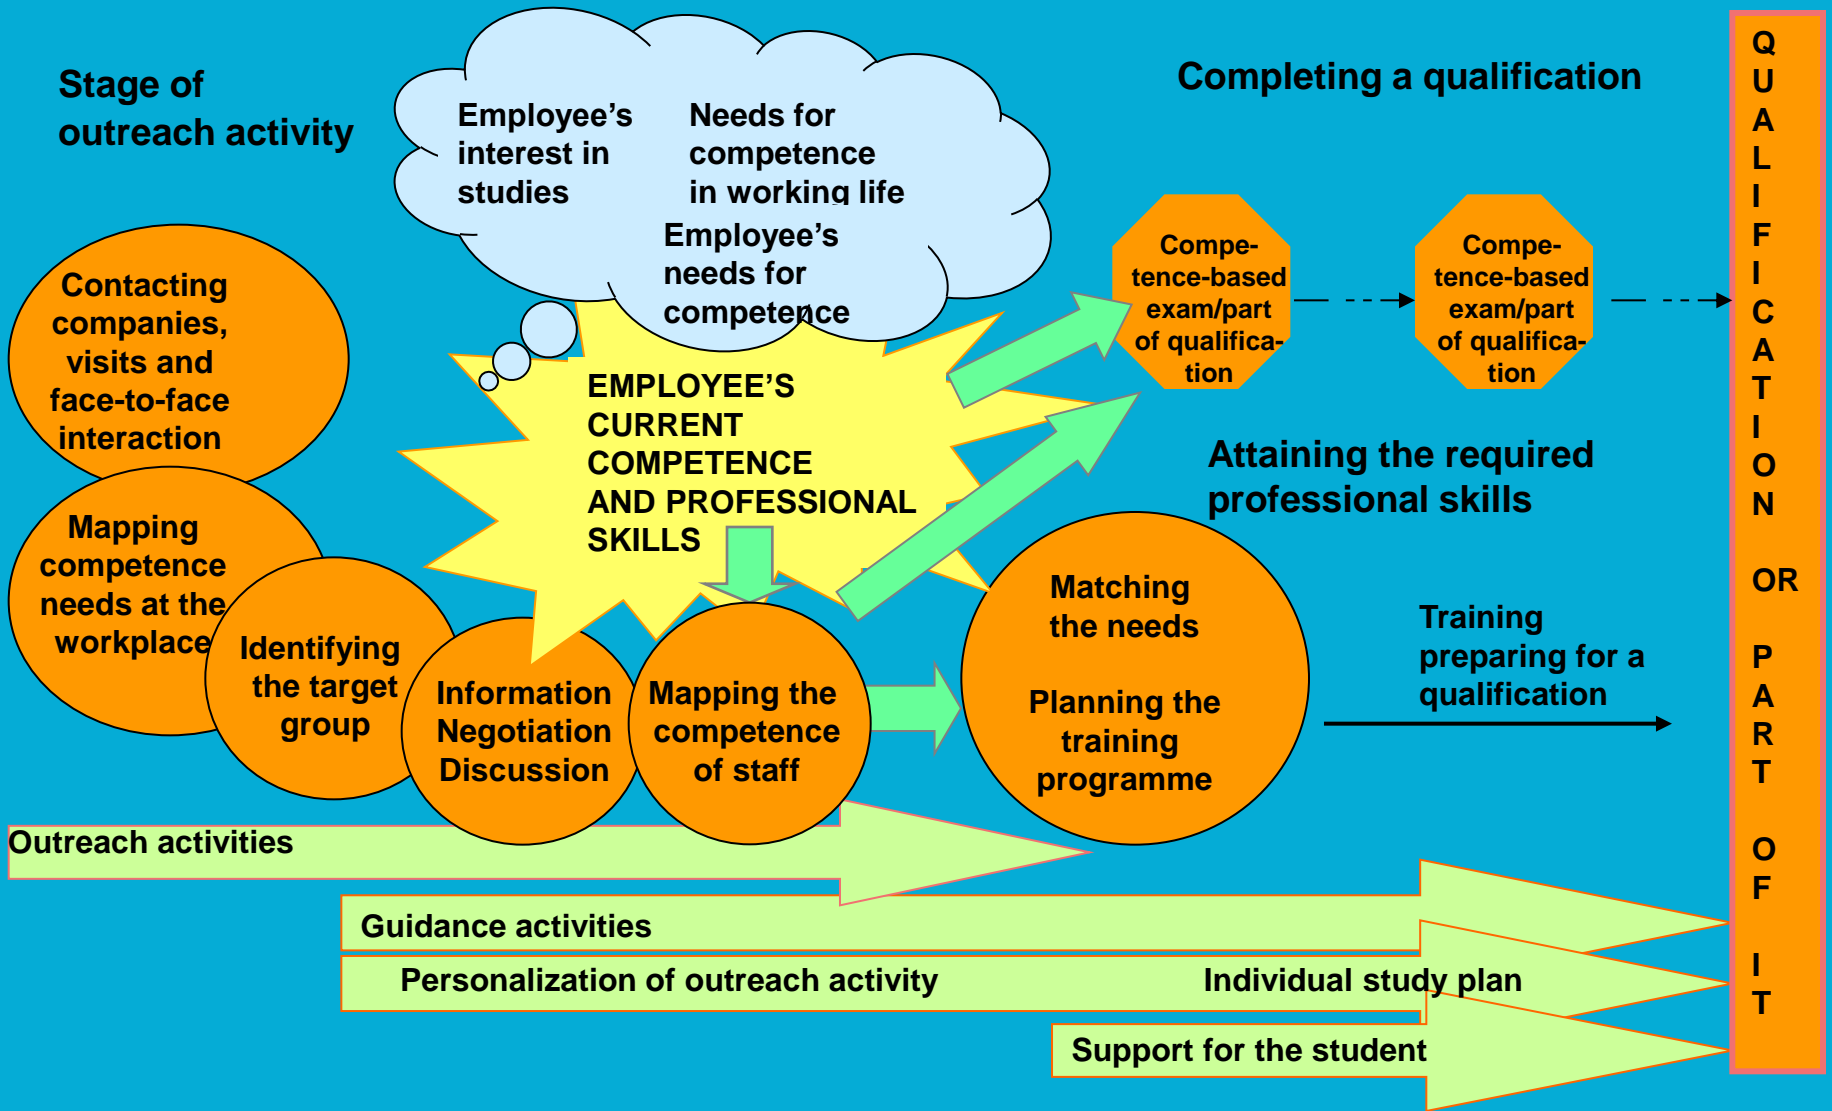 Stage of
outreach activity
Employee’s
interest in
studies
Needs for
competence
in working life
Employee’s
needs for
competence
Completing a qualification
Contacting
companies,
visits and
face-to-face
interaction
Mapping
competence
needs at the
workplace
Identifying
the target
group
Information
Negotiation
Discussion
Mapping the
competence
of staff
EMPLOYEE’S
CURRENT
COMPETENCE
AND PROFESSIONAL
SKILLS
Compe-
tence-based
exam/part
of qualifica-
tion
Compe-
tence-based
exam/part
of qualifica-
tion
Attaining the required
professional skills
Matching
the needs
Planning the
training
programme
Training
preparing for a
qualification
Outreach activities
Guidance activities
Personalization of outreach activity
Individual study plan
Support for the student
Q
U
A
L
I
F
I
C
A
T
I
O
N
OR
P
A
R
T
O
F
I
T